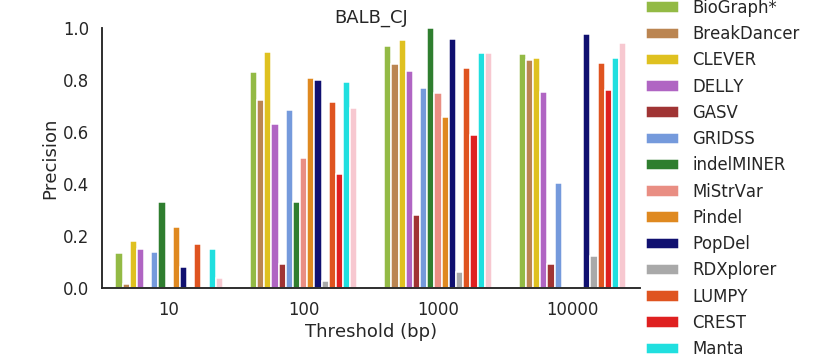 BALB_CJ
1.0
0.8
0.6
0.4
0.2
0.0
Precision
10
100
1000
10000
Threshold (bp)
BioGraph*
BreakDancer
CLEVER
DELLY
GASV
GRIDSS
indelMINER
MiStrVar
Pindel
PopDel
RDXplorer
LUMPY
CREST
Manta